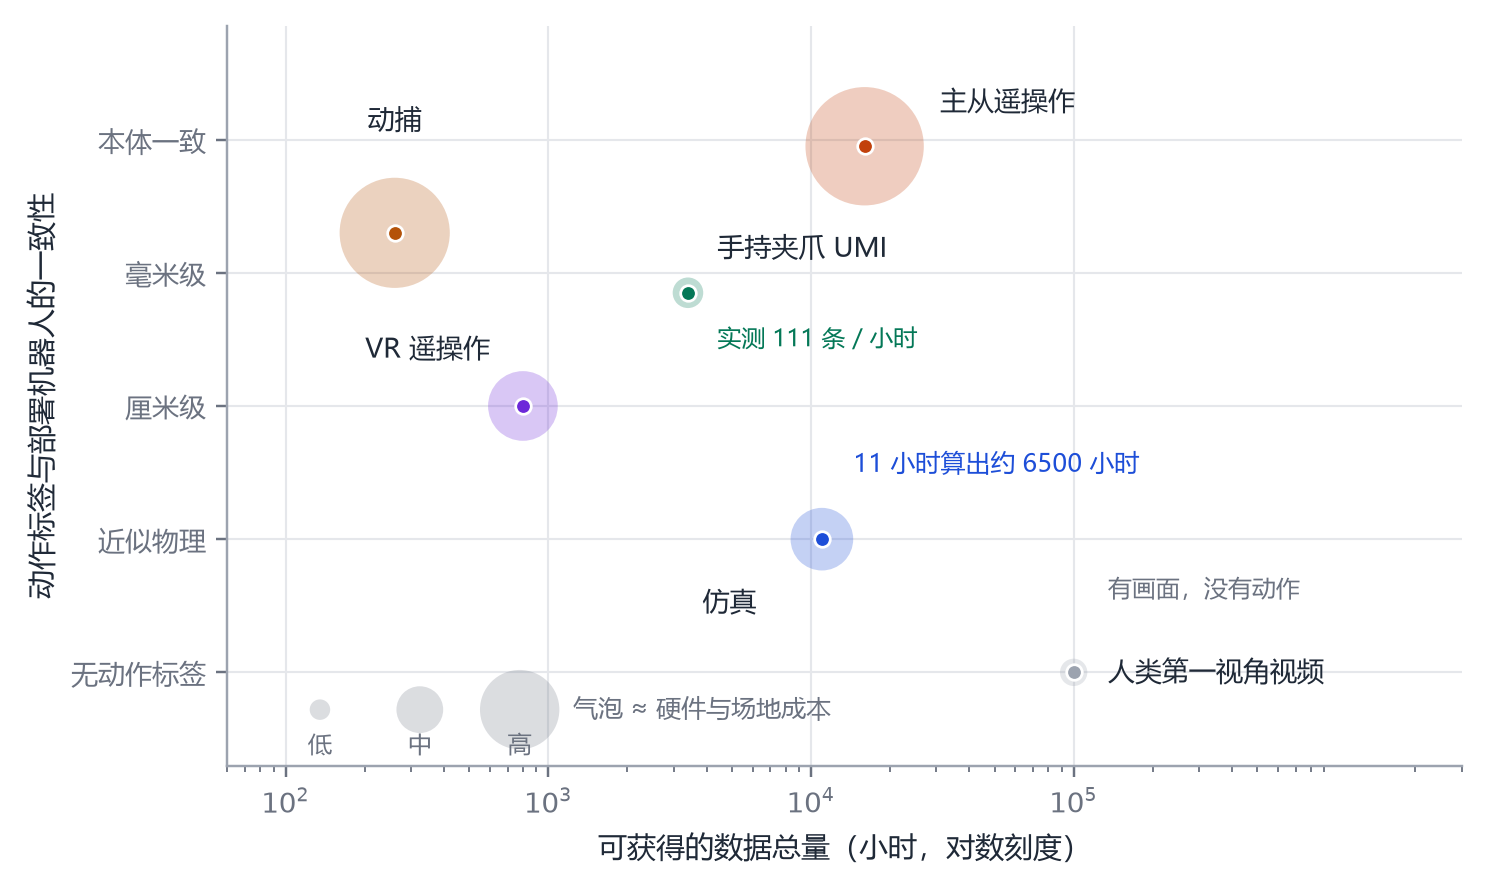 动捕
主从遥操作
本体一致
手持夹爪 UMI
毫米级
实测 111 条 / 小时
VR 遥操作
厘米级
11 小时算出约 6500 小时
近似物理
仿真
有画面，没有动作
无动作标签
人类第一视角视频
气泡 ≈ 硬件与场地成本
低
中
高
动作标签与部署机器人的一致性
10²
10³
10⁴
10⁵
可获得的数据总量（小时，对数刻度）